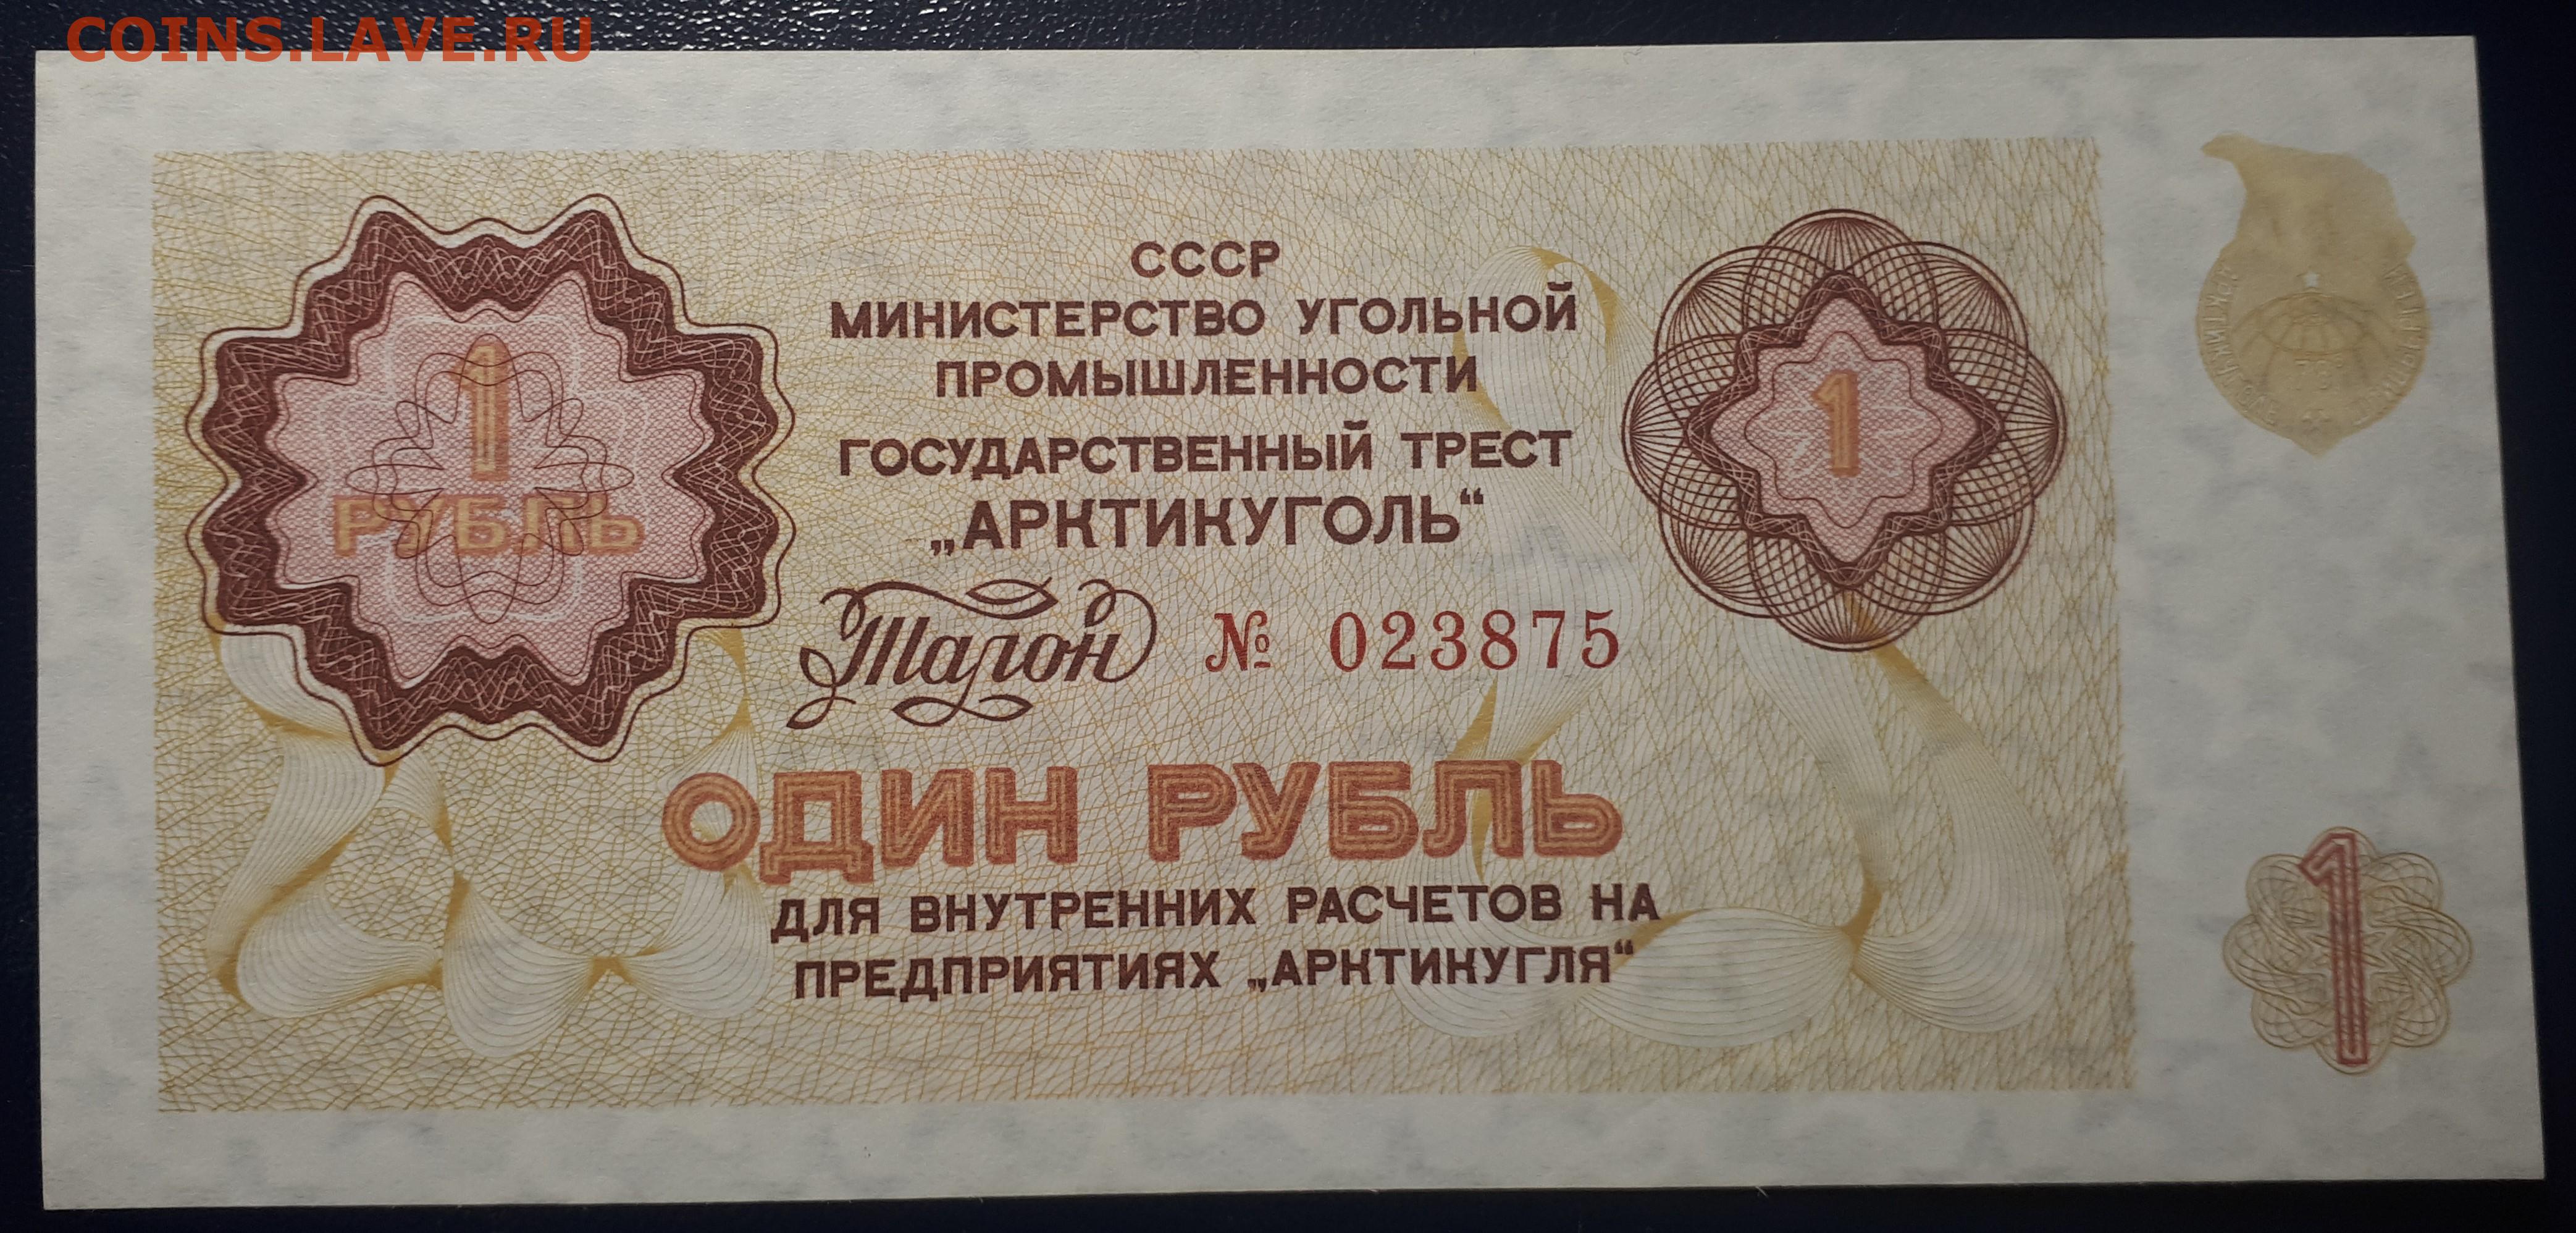 COINS.LAVE.RU
СССР
МИНИСТЕРСТВО УГОЛЬНОЙ
ПРОМЫШЛЕННОСТИ
ГОСУДАРСТВЕННЫЙ ТРЕСТ
„АРКТИКУГОЛЬ“
Талон № 023875
ОДИН РУБЛЬ
ДЛЯ ВНУТРЕННИХ РАСЧЕТОВ НА
ПРЕДПРИЯТИЯХ „АРКТИКУГЛЯ“
1
РУБЛЬ
1
1